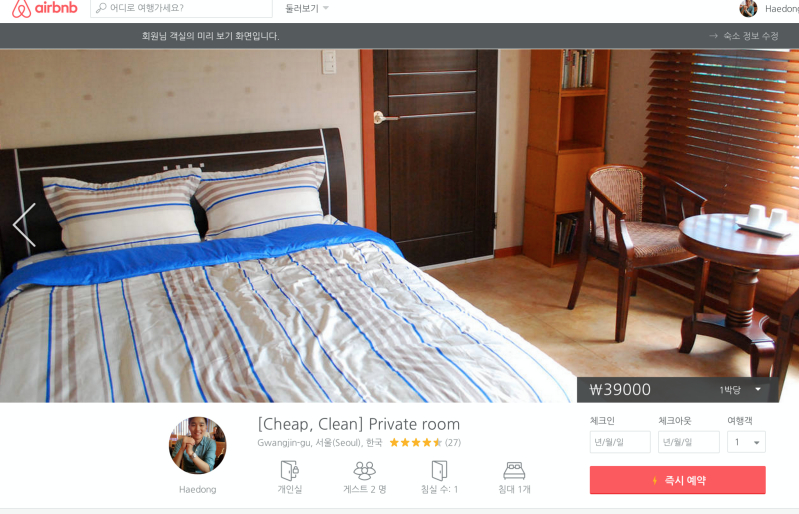 airbnb
어디로 여행가세요?
둘러보기
Haedong
회원님 객실의 미리 보기 화면입니다.
→ 숙소 정보 수정
₩39000
1박당
[Cheap, Clean] Private room
Gwangjin-gu, 서울(Seoul), 한국 (27)
Haedong
개인실
게스트 2 명
침실 수: 1
침대 1개
체크인
체크아웃
여행객
년/월/일
년/월/일
1
즉시 예약